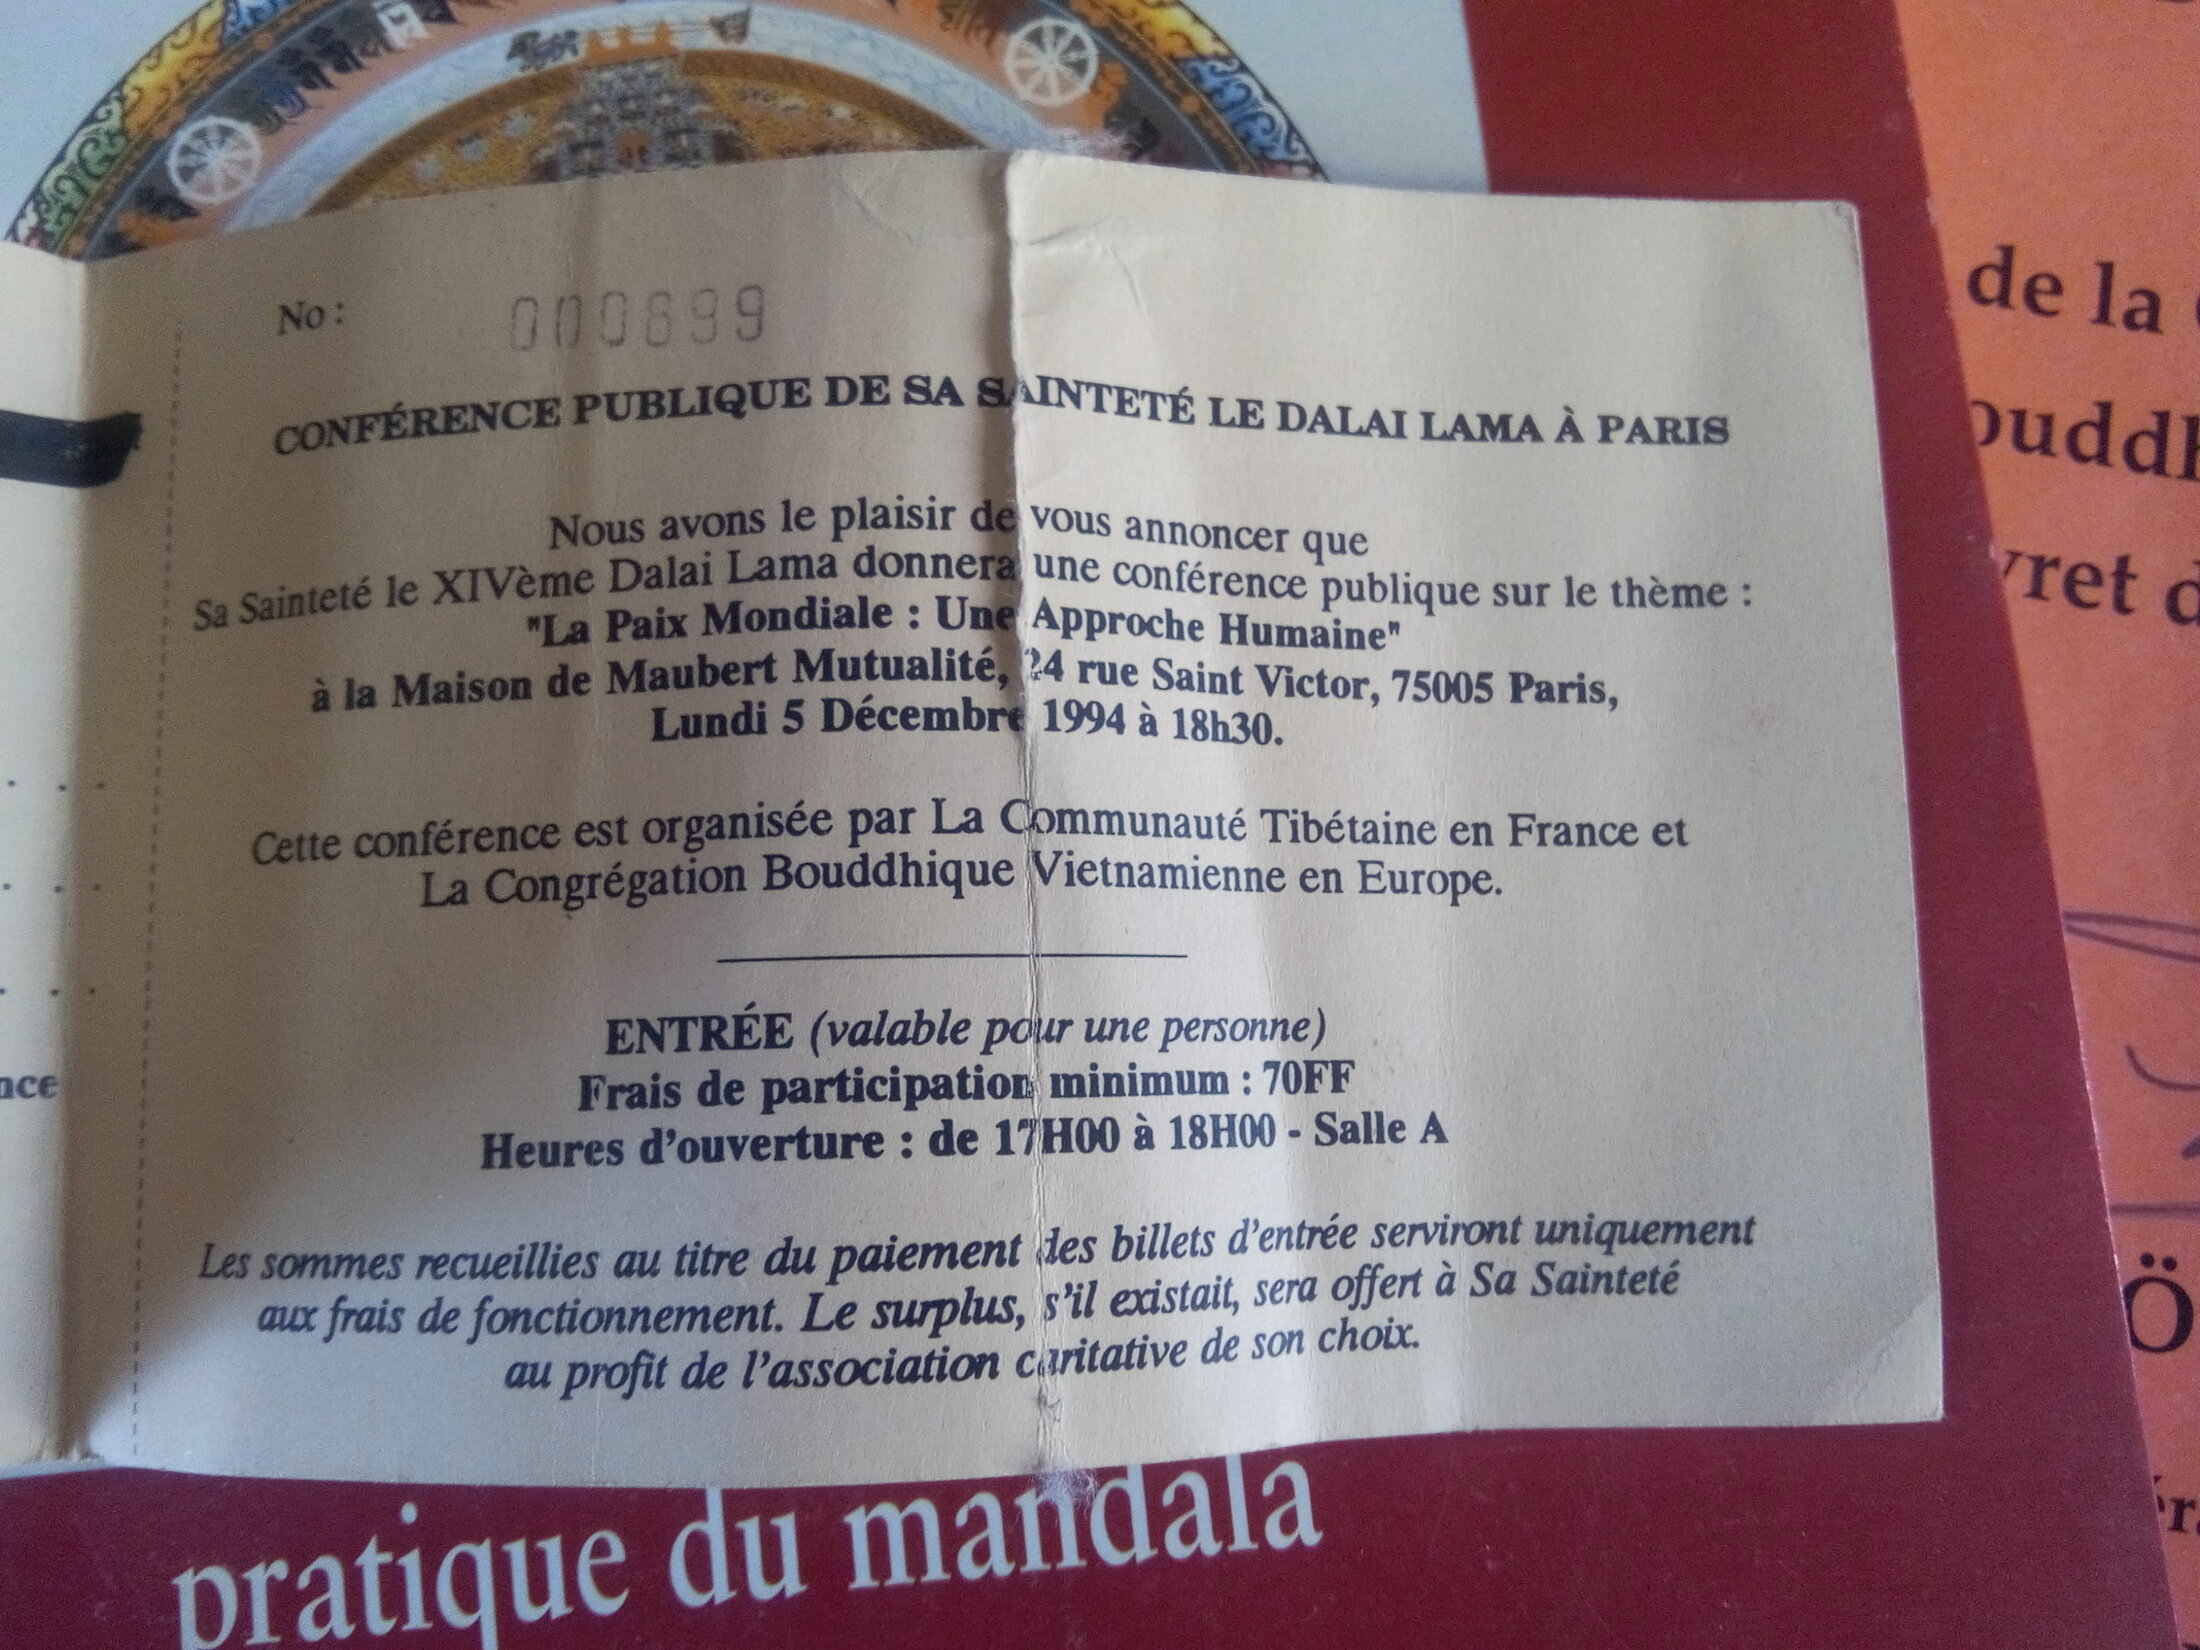 No : 000699
CONFÉRENCE PUBLIQUE DE SA SAINTETÉ LE DALAI LAMA À PARIS
Nous avons le plaisir de vous annoncer que
Sa Sainteté le XIVème Dalai Lama donnera une conférence publique sur le thème :
"La Paix Mondiale : Une Approche Humaine"
à la Maison de Maubert Mutualité, 24 rue Saint Victor, 75005 Paris,
Lundi 5 Décembre 1994 à 18h30.
Cette conférence est organisée par La Communauté Tibétaine en France et
La Congrégation Bouddhique Vietnamienne en Europe.
ENTRÉE (valable pour une personne)
Frais de participation minimum : 70FF
Heures d'ouverture : de 17H00 à 18H00 - Salle A
Les sommes recueillies au titre du paiement des billets d'entrée serviront uniquement
aux frais de fonctionnement. Le surplus, s'il existait, sera offert à Sa Sainteté
au profit de l'association caritative de son choix.
pratique du mandala
de la